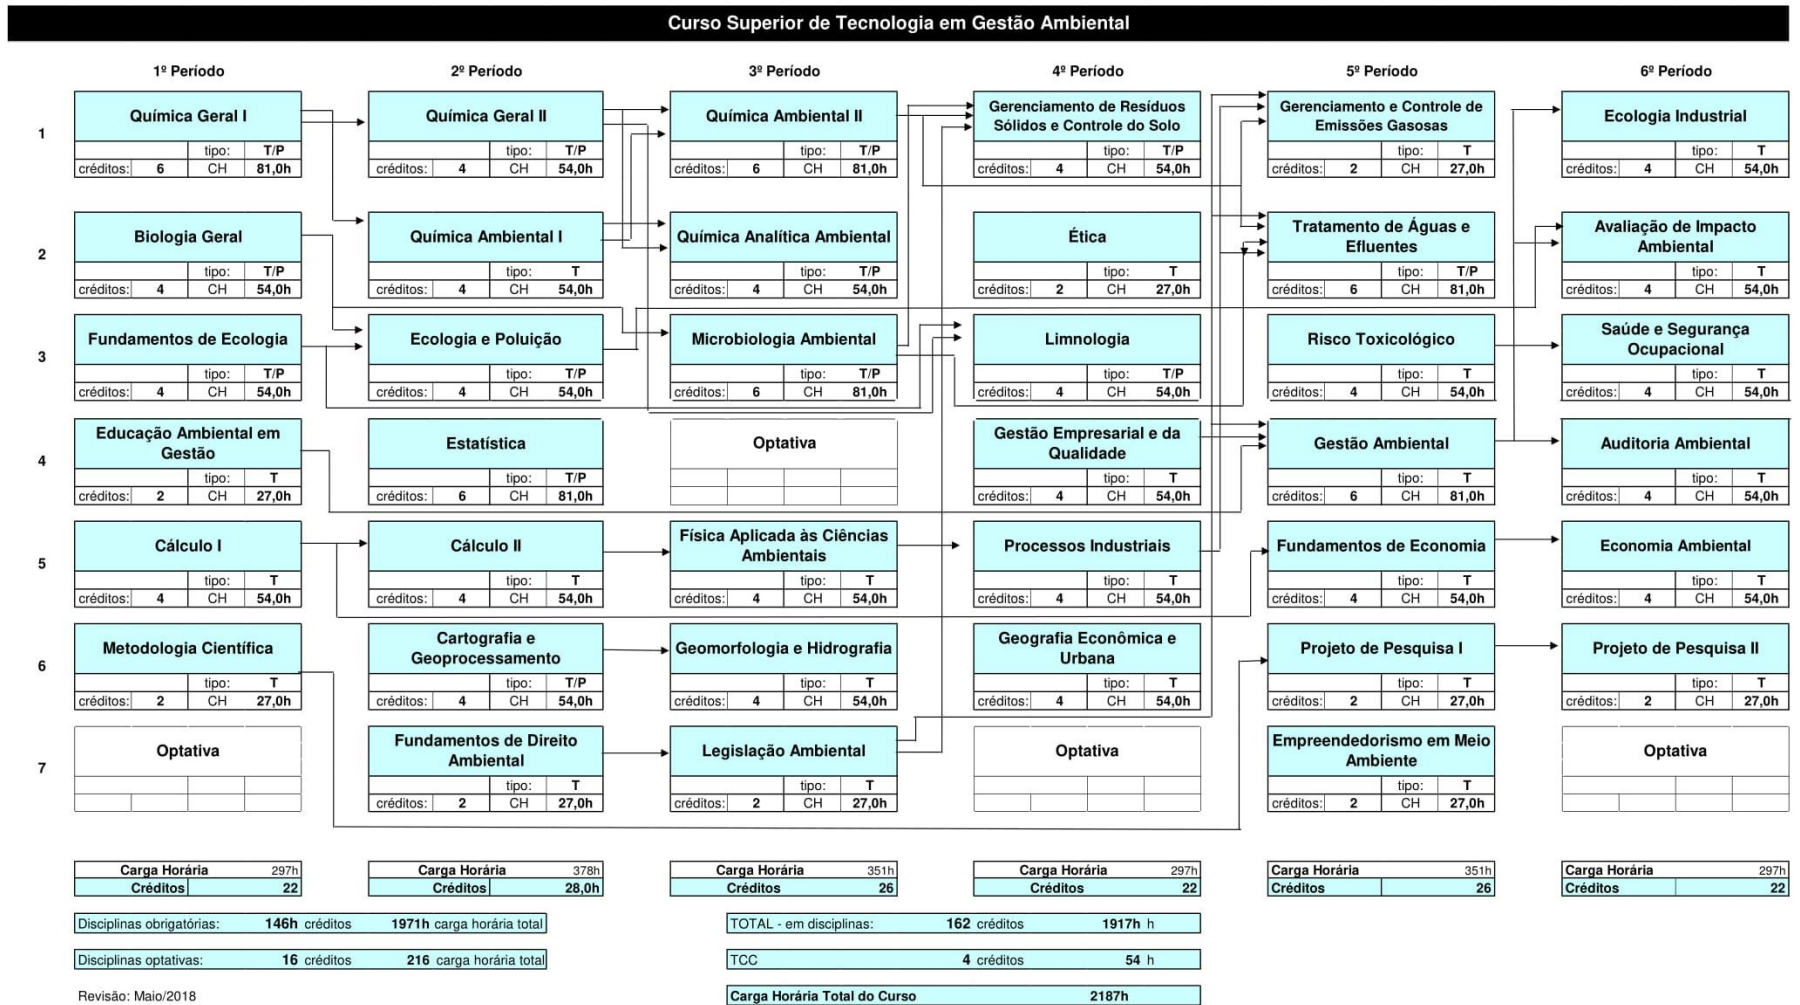 Curso Superior de Tecnologia em Gestão Ambiental
1º Período 2º Período 3º Período 4º Período 5º Período 6º Período
1
Química Geral I
tipo: T/P
créditos: 6 CH 81,0h
Química Geral II
tipo: T/P
créditos: 4 CH 54,0h
Química Ambiental II
tipo: T/P
créditos: 6 CH 81,0h
Gerenciamento de Resíduos
Sólidos e Controle do Solo
tipo: T/P
créditos: 4 CH 54,0h
Gerenciamento e Controle de
Emissões Gasosas
tipo: T
créditos: 2 CH 27,0h
Ecologia Industrial
tipo: T
créditos: 4 CH 54,0h
2
Biologia Geral
tipo: T/P
créditos: 4 CH 54,0h
Química Ambiental I
tipo: T
créditos: 4 CH 54,0h
Química Analítica Ambiental
tipo: T/P
créditos: 4 CH 54,0h
Ética
tipo: T
créditos: 2 CH 27,0h
Tratamento de Águas e
Efluentes
tipo: T/P
créditos: 6 CH 81,0h
Avaliação de Impacto
Ambiental
tipo: T
créditos: 4 CH 54,0h
3
Fundamentos de Ecologia
tipo: T/P
créditos: 4 CH 54,0h
Ecologia e Poluição
tipo: T/P
créditos: 4 CH 54,0h
Microbiologia Ambiental
tipo: T/P
créditos: 6 CH 81,0h
Limnologia
tipo: T/P
créditos: 4 CH 54,0h
Risco Toxicológico
tipo: T
créditos: 4 CH 54,0h
Saúde e Segurança
Ocupacional
tipo: T
créditos: 4 CH 54,0h
4
Educação Ambiental em
Gestão
tipo: T
créditos: 2 CH 27,0h
Estatística
tipo: T/P
créditos: 6 CH 81,0h
Optativa
Gestão Empresarial e da
Qualidade
tipo: T
créditos: 4 CH 54,0h
Gestão Ambiental
tipo: T
créditos: 6 CH 81,0h
Auditoria Ambiental
tipo: T
créditos: 4 CH 54,0h
5
Cálculo I
tipo: T
créditos: 4 CH 54,0h
Cálculo II
tipo: T
créditos: 4 CH 54,0h
Física Aplicada às Ciências
Ambientais
tipo: T
créditos: 4 CH 54,0h
Processos Industriais
tipo: T
créditos: 4 CH 54,0h
Fundamentos de Economia
tipo: T
créditos: 4 CH 54,0h
Economia Ambiental
tipo: T
créditos: 4 CH 54,0h
6
Metodologia Científica
tipo: T
créditos: 2 CH 27,0h
Cartografia e
Geoprocessamento
tipo: T/P
créditos: 4 CH 54,0h
Geomorfologia e Hidrografia
tipo: T
créditos: 4 CH 54,0h
Geografia Econômica e
Urbana
tipo: T
créditos: 4 CH 54,0h
Projeto de Pesquisa I
tipo: T
créditos: 2 CH 27,0h
Projeto de Pesquisa II
tipo: T
créditos: 2 CH 27,0h
7
Optativa
Fundamentos de Direito
Ambiental
tipo: T
créditos: 2 CH 27,0h
Legislação Ambiental
tipo: T
créditos: 2 CH 27,0h
Optativa
Empreendedorismo em Meio
Ambiente
tipo: T
créditos: 2 CH 27,0h
Optativa
Carga Horária 297h
Créditos 22
Carga Horária 378h
Créditos 28,0h
Carga Horária 351h
Créditos 26
Carga Horária 297h
Créditos 22
Carga Horária 351h
Créditos 26
Carga Horária 297h
Créditos 22
Disciplinas obrigatórias: 146h créditos 1971h carga horária total
TOTAL - em disciplinas: 162 créditos 1917h h
Disciplinas optativas: 16 créditos 216 carga horária total
TCC 4 créditos 54 h
Revisão: Maio/2018
Carga Horária Total do Curso 2187h